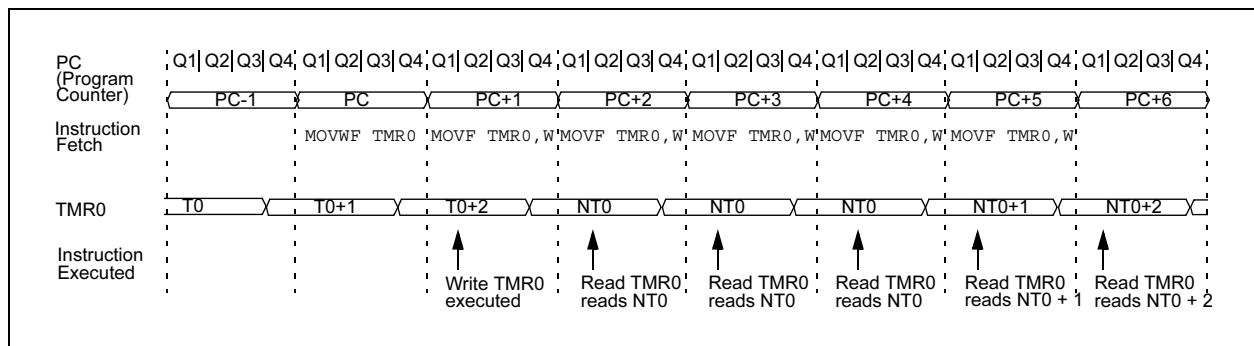 PC (Program Counter)
Q1 Q2 Q3 Q4 Q1 Q2 Q3 Q4 Q1 Q2 Q3 Q4 Q1 Q2 Q3 Q4 Q1 Q2 Q3 Q4 Q1 Q2 Q3 Q4 Q1 Q2 Q3 Q4 Q1 Q2 Q3 Q4
PC-1 PC PC+1 PC+2 PC+3 PC+4 PC+5 PC+6
Instruction Fetch
MOVWF TMR0 MOVF TMR0,W MOVF TMR0,W MOVF TMR0,W MOVF TMR0,W MOVF TMR0,W
TMR0
T0 T0+1 T0+2 NT0 NT0 NT0 NT0+1 NT0+2
Instruction Executed
Write TMR0 executed
Read TMR0 reads NT0
Read TMR0 reads NT0
Read TMR0 reads NT0
Read TMR0 reads NT0 + 1
Read TMR0 reads NT0 + 2